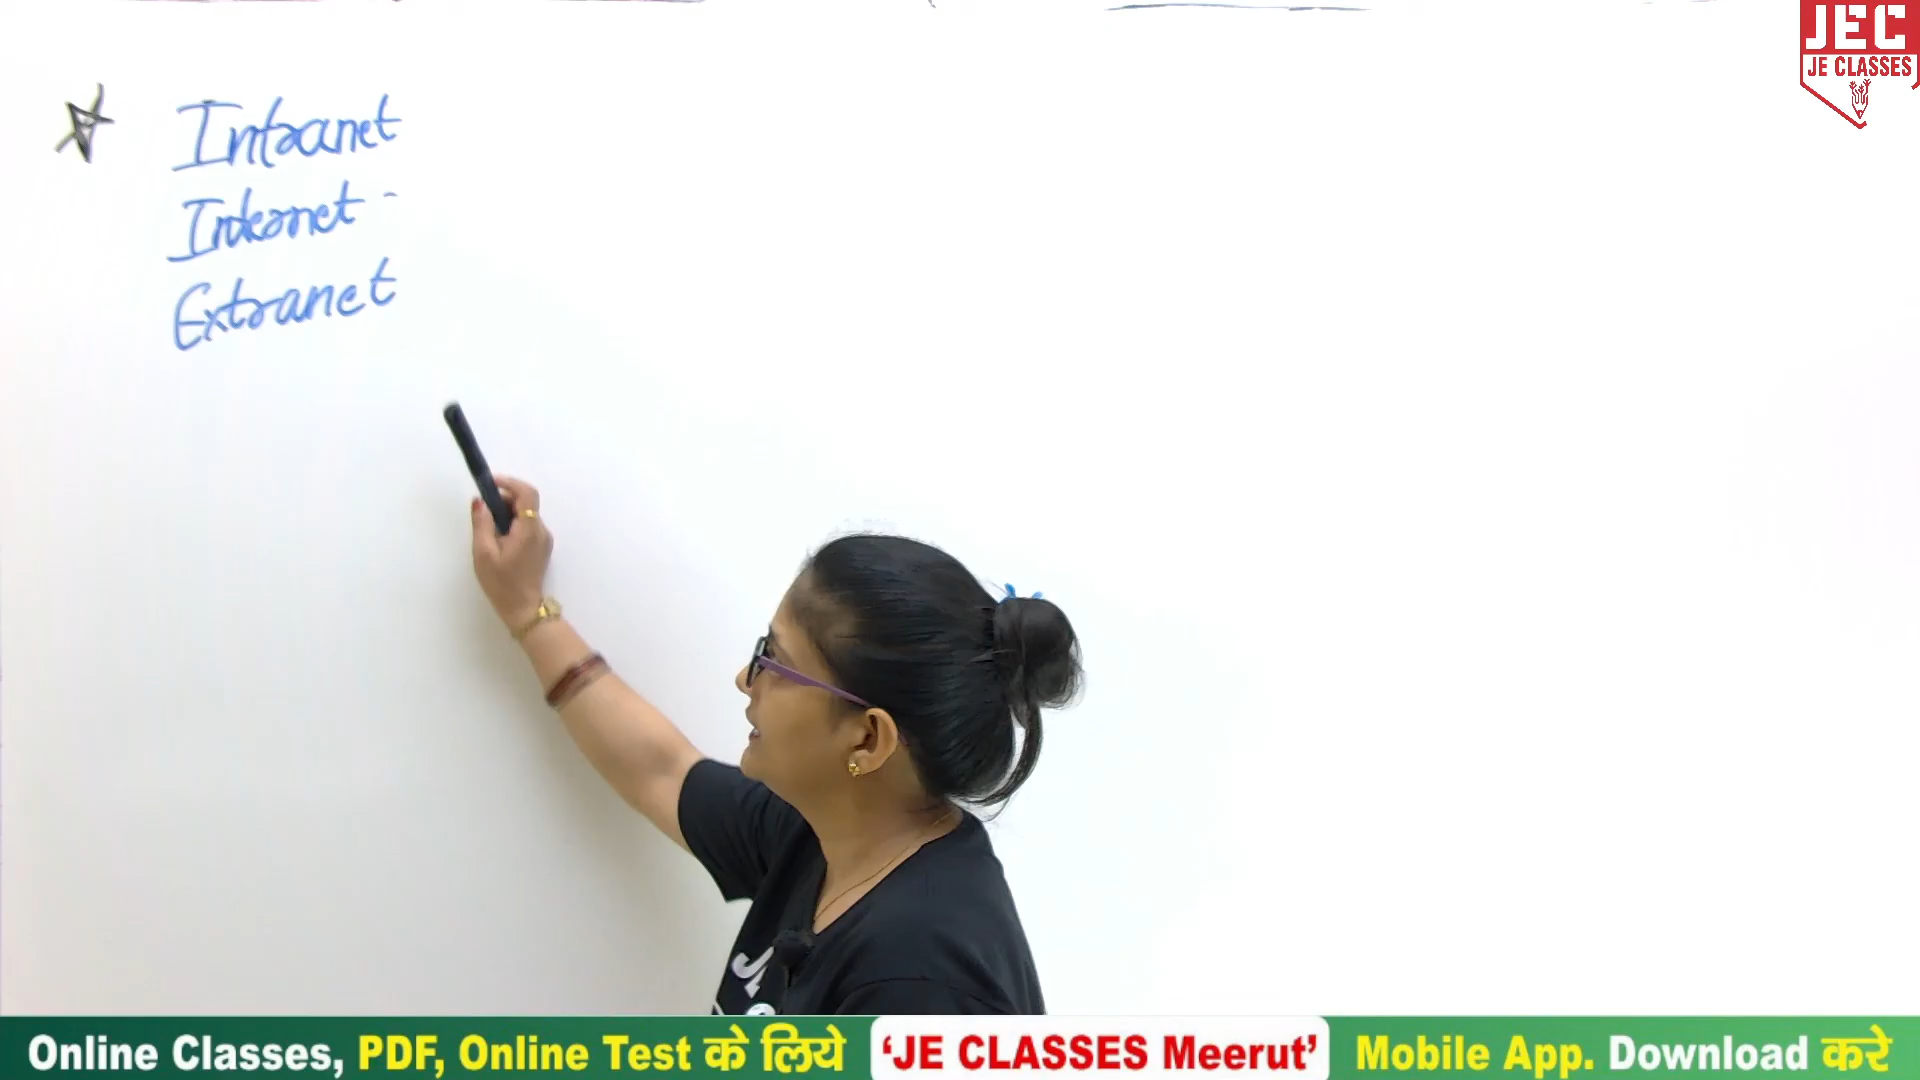 JEC
JE CLASSES
Intranet
Internet -
Extranet
Online Classes, PDF, Online Test के लिये 'JE CLASSES Meerut' Mobile App. Download करे